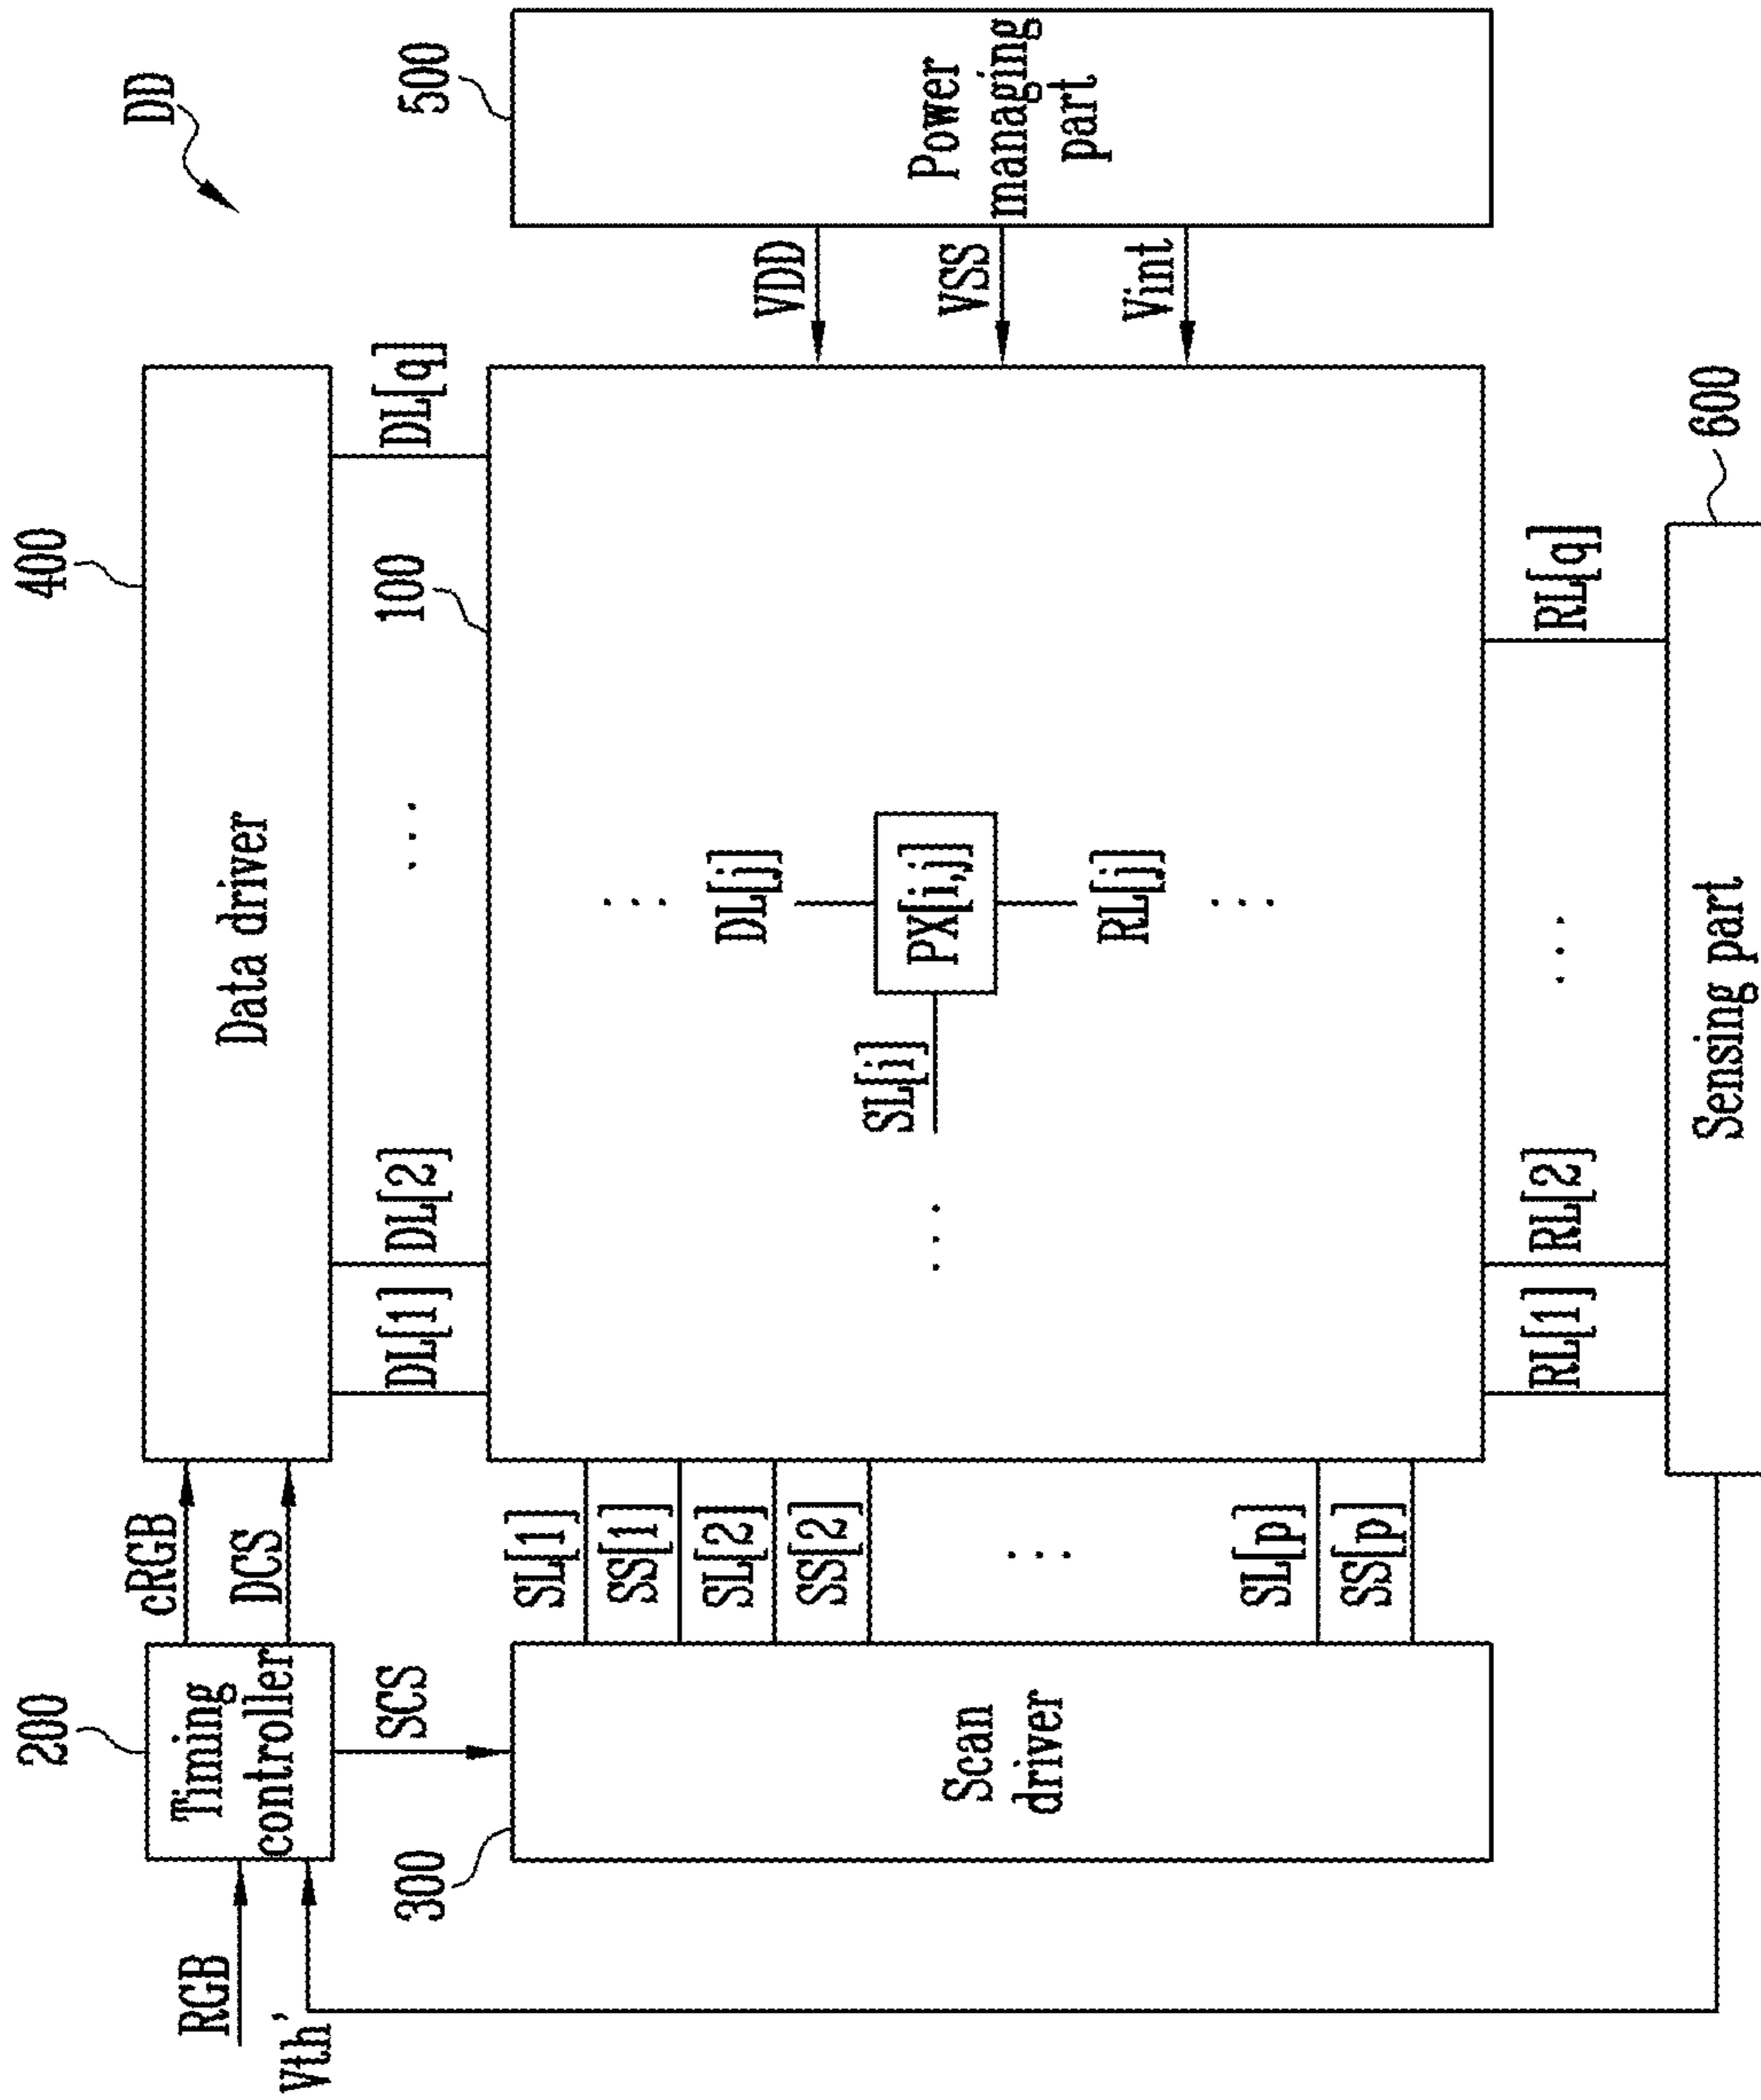 DD
200
400
RGB
Vth'
Timing
controller
cRGB
DCS
Data driver
SCS
DL[1]
DL[2]
...
DL[q]
100
300
500
Scan
driver
SL[1]
SS[1]
SL[2]
SS[2]
...
SL[p]
SS[p]
...
DL[j]
SL[i]
...
PX[i,j]
RL[j]
...
VDD
VSS
Vint
Power
managing
part
RL[1]
RL[2]
...
RL[q]
600
Sensing part